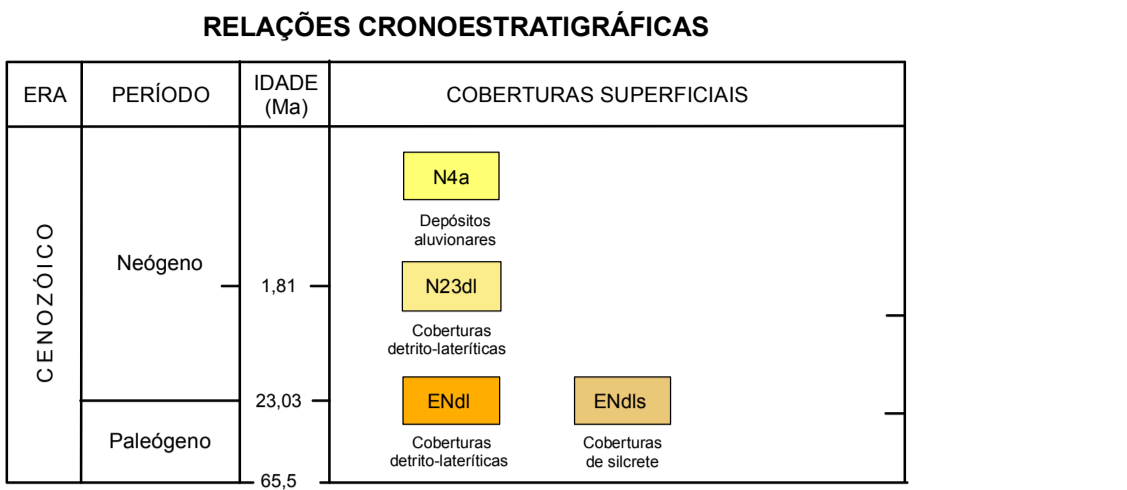 RELAÇÕES CRONOESTRATIGRÁFICAS
ERA
PERÍODO
IDADE
(Ma)
COBERTURAS SUPERFICIAIS
CENOZÓICO
Neógeno
Paleógeno
1,81
23,03
65,5
N4a
Depósitos
aluvionares
N23dl
Coberturas
detrito-lateríticas
ENdl
Coberturas
detrito-lateríticas
ENdls
Coberturas
de silcrete